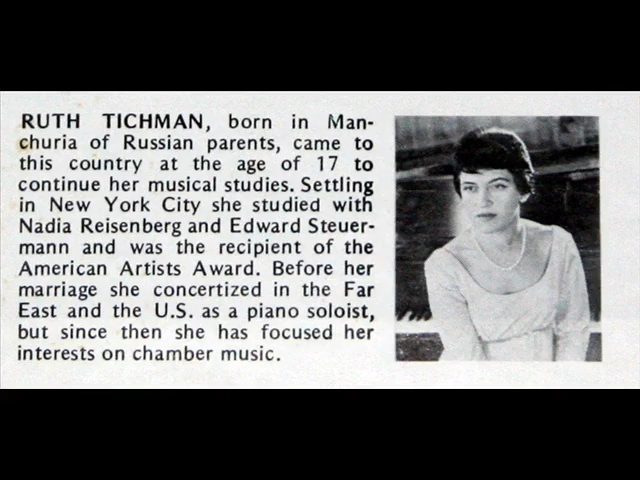 RUTH TICHMAN, born in Man-
churia of Russian parents, came to
this country at the age of 17 to
continue her musical studies. Settling
in New York City she studied with
Nadia Reisenberg and Edward Steuer-
mann and was the recipient of the
American Artists Award. Before her
marriage she concertized in the Far
East and the U.S. as a piano soloist,
but since then she has focused her
interests on chamber music.